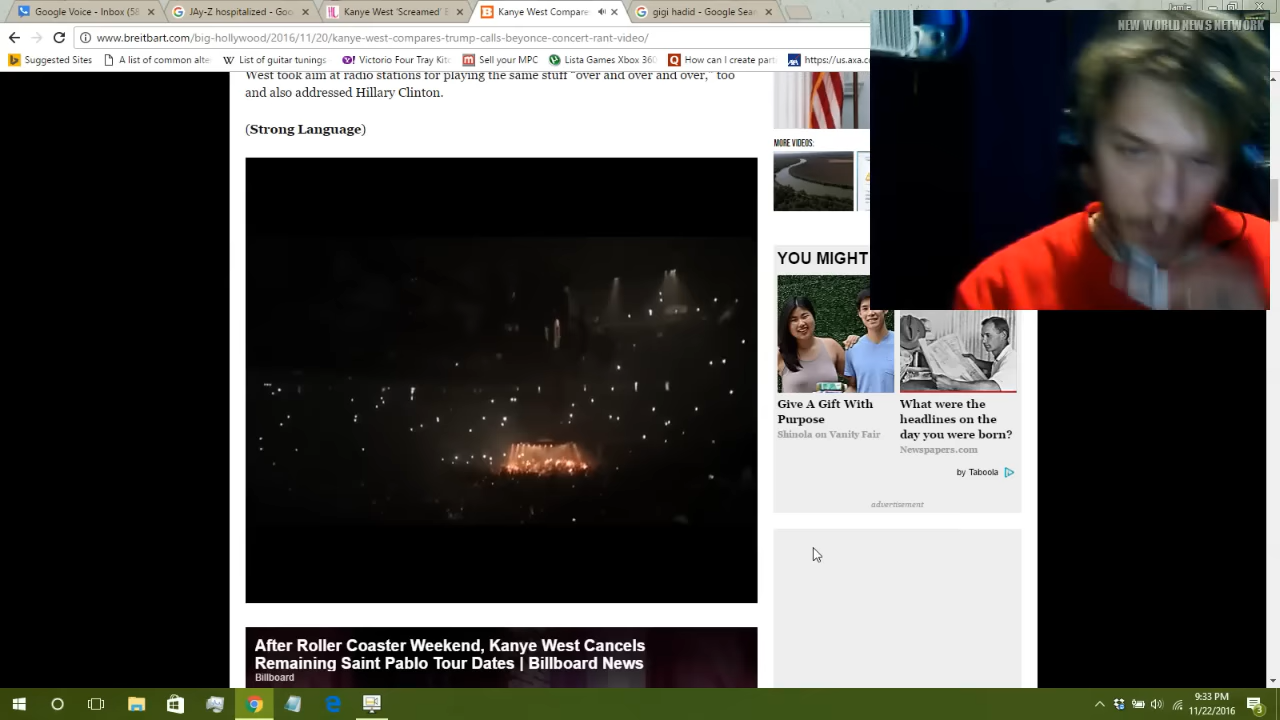 Google Voice - Inbox (58
JAy-Z hospitalized - Goo
Kanye West 'Screamed'
Kanye West Compare
gigi hadid - Google Sear
www.breitbart.com/big-hollywood/2016/11/20/kanye-west-compares-trump-calls-beyonce-concert-rant-video/
Suggested Sites
A list of common alter
List of guitar tunings
Victorio Four Tray Kit
Sell your MPC
Lista Games Xbox 360
How can I create part
https://us.axa.co
NEW WORLD NEWS NETWORK
West took aim at radio stations for playing the same stuff “over and over and over,” too
and also addressed Hillary Clinton.
(Strong Language)
MORE VIDEOS:
YOU MIGHT
Give A Gift With
Purpose
Shinola on Vanity Fair
What were the
headlines on the
day you were born?
Newspapers.com
by Taboola
advertisement
After Roller Coaster Weekend, Kanye West Cancels
Remaining Saint Pablo Tour Dates | Billboard News
Billboard
9:33 PM
11/22/2016
3